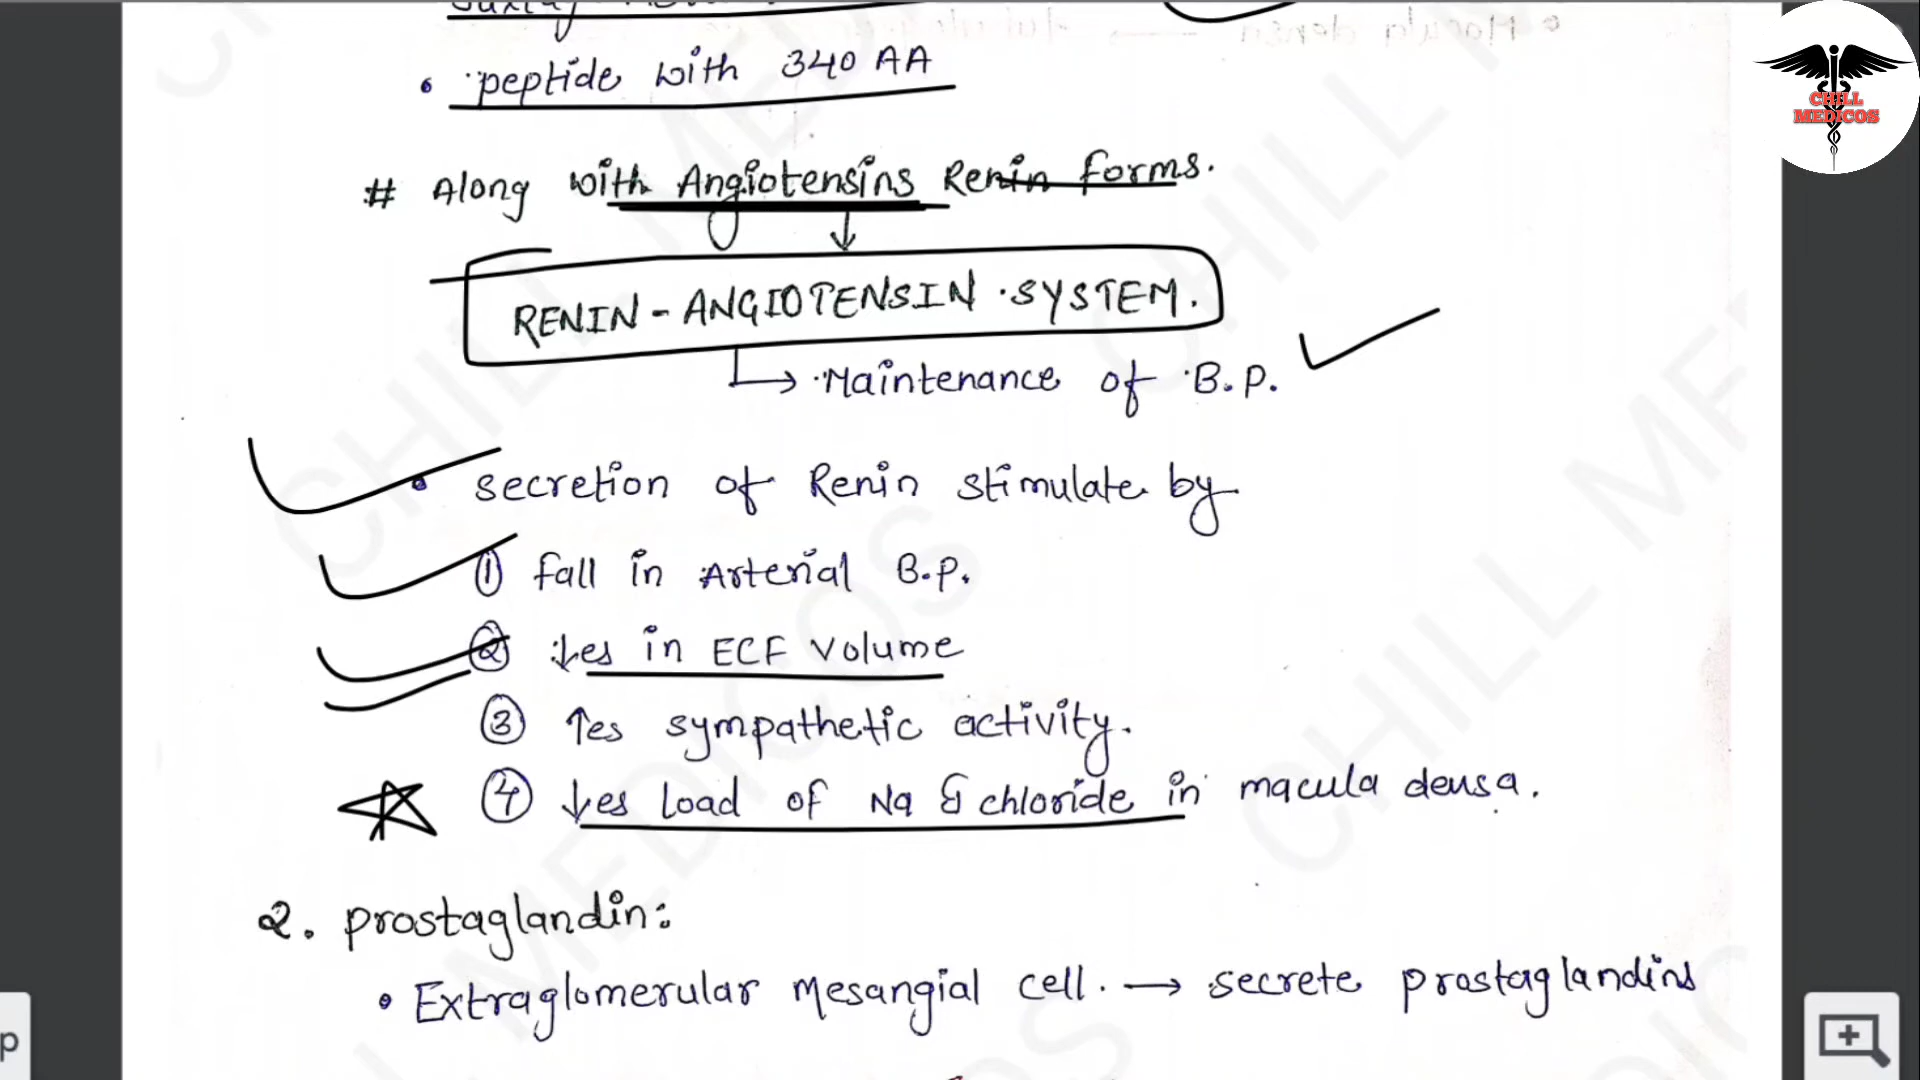 • peptide with 340 AA
# Along with Angiotensins Renin forms.
↓
RENIN - ANGIOTENSIN SYSTEM.
→ Maintenance of B.P.
• secretion of Renin stimulate by
① fall in Arterial B.P.
② ↓es in ECF volume
③ ↑es sympathetic activity.
④ ↓es Load of Na & chloride in macula densa.
2. prostaglandin:
• Extraglomerular mesangial cell. → secrete prostaglandins
CHILL
MEDICOS
p